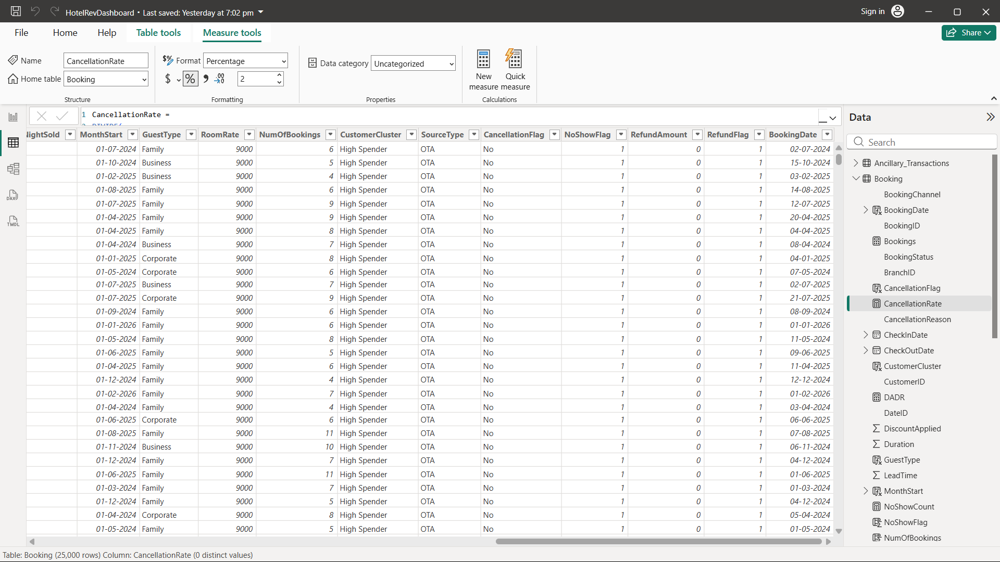 HotelRevDashboard • Last saved: Yesterday at 7:02 pm
Sign in
File Home Help Table tools Measure tools
Share
Name CancellationRate
Home table Booking
Structure
Format Percentage
$ % 2
Formatting
Data category Uncategorized
Properties
New measure
Quick measure
Calculations
1 CancellationRate =
MonthStart GuestType RoomRate NumOfBookings CustomerCluster SourceType CancellationFlag NoShowFlag RefundAmount RefundFlag BookingDate
01-07-2024 Family 9000 6 High Spender OTA No 1 0 1 02-07-2024
01-10-2024 Business 9000 5 High Spender OTA No 1 0 1 15-10-2024
01-02-2025 Business 9000 4 High Spender OTA No 1 0 1 03-02-2025
01-08-2025 Family 9000 6 High Spender OTA No 1 0 1 14-08-2025
01-07-2025 Family 9000 9 High Spender OTA No 1 0 1 12-07-2025
01-04-2025 Family 9000 9 High Spender OTA No 1 0 1 20-04-2025
01-04-2025 Family 9000 8 High Spender OTA No 1 0 1 04-04-2025
01-04-2024 Business 9000 7 High Spender OTA No 1 0 1 08-04-2024
01-01-2025 Corporate 9000 8 High Spender OTA No 1 0 1 04-01-2025
01-05-2024 Corporate 9000 6 High Spender OTA No 1 0 1 07-05-2024
01-07-2025 Business 9000 7 High Spender OTA No 1 0 1 02-07-2025
01-07-2025 Corporate 9000 9 High Spender OTA No 1 0 1 21-07-2025
01-09-2024 Family 9000 6 High Spender OTA No 1 0 1 08-09-2024
01-01-2026 Family 9000 6 High Spender OTA No 1 0 1 01-01-2026
01-05-2024 Family 9000 8 High Spender OTA No 1 0 1 11-05-2024
01-06-2025 Family 9000 5 High Spender OTA No 1 0 1 09-06-2025
01-04-2025 Family 9000 6 High Spender OTA No 1 0 1 11-04-2025
01-12-2024 Family 9000 4 High Spender OTA No 1 0 1 12-12-2024
01-02-2026 Family 9000 7 High Spender OTA No 1 0 1 01-02-2026
01-04-2024 Family 9000 4 High Spender OTA No 1 0 1 03-04-2024
01-06-2025 Corporate 9000 6 High Spender OTA No 1 0 1 06-06-2025
01-08-2025 Family 9000 11 High Spender OTA No 1 0 1 07-08-2025
01-11-2024 Business 9000 10 High Spender OTA No 1 0 1 06-11-2024
01-12-2024 Family 9000 7 High Spender OTA No 1 0 1 04-12-2024
01-06-2025 Family 9000 11 High Spender OTA No 1 0 1 01-06-2025
01-03-2024 Family 9000 7 High Spender OTA No 1 0 1 01-03-2024
01-12-2024 Family 9000 5 High Spender OTA No 1 0 1 04-12-2024
01-04-2024 Corporate 9000 8 High Spender OTA No 1 0 1 05-04-2024
01-05-2024 Family 9000 5 High Spender OTA No 1 0 1 01-05-2024
DAX
TMDL
Data
Search
Ancillary_Transactions
Booking
BookingChannel
BookingDate
BookingID
Bookings
BookingStatus
BranchID
CancellationFlag
CancellationRate
CancellationReason
CheckInDate
CheckOutDate
CustomerCluster
CustomerID
DADR
DateID
DiscountApplied
Duration
GuestType
LeadTime
MonthStart
NoShowCount
NoShowFlag
NumOfBookings
Table: Booking (25,000 rows) Column: CancellationRate (0 distinct values)